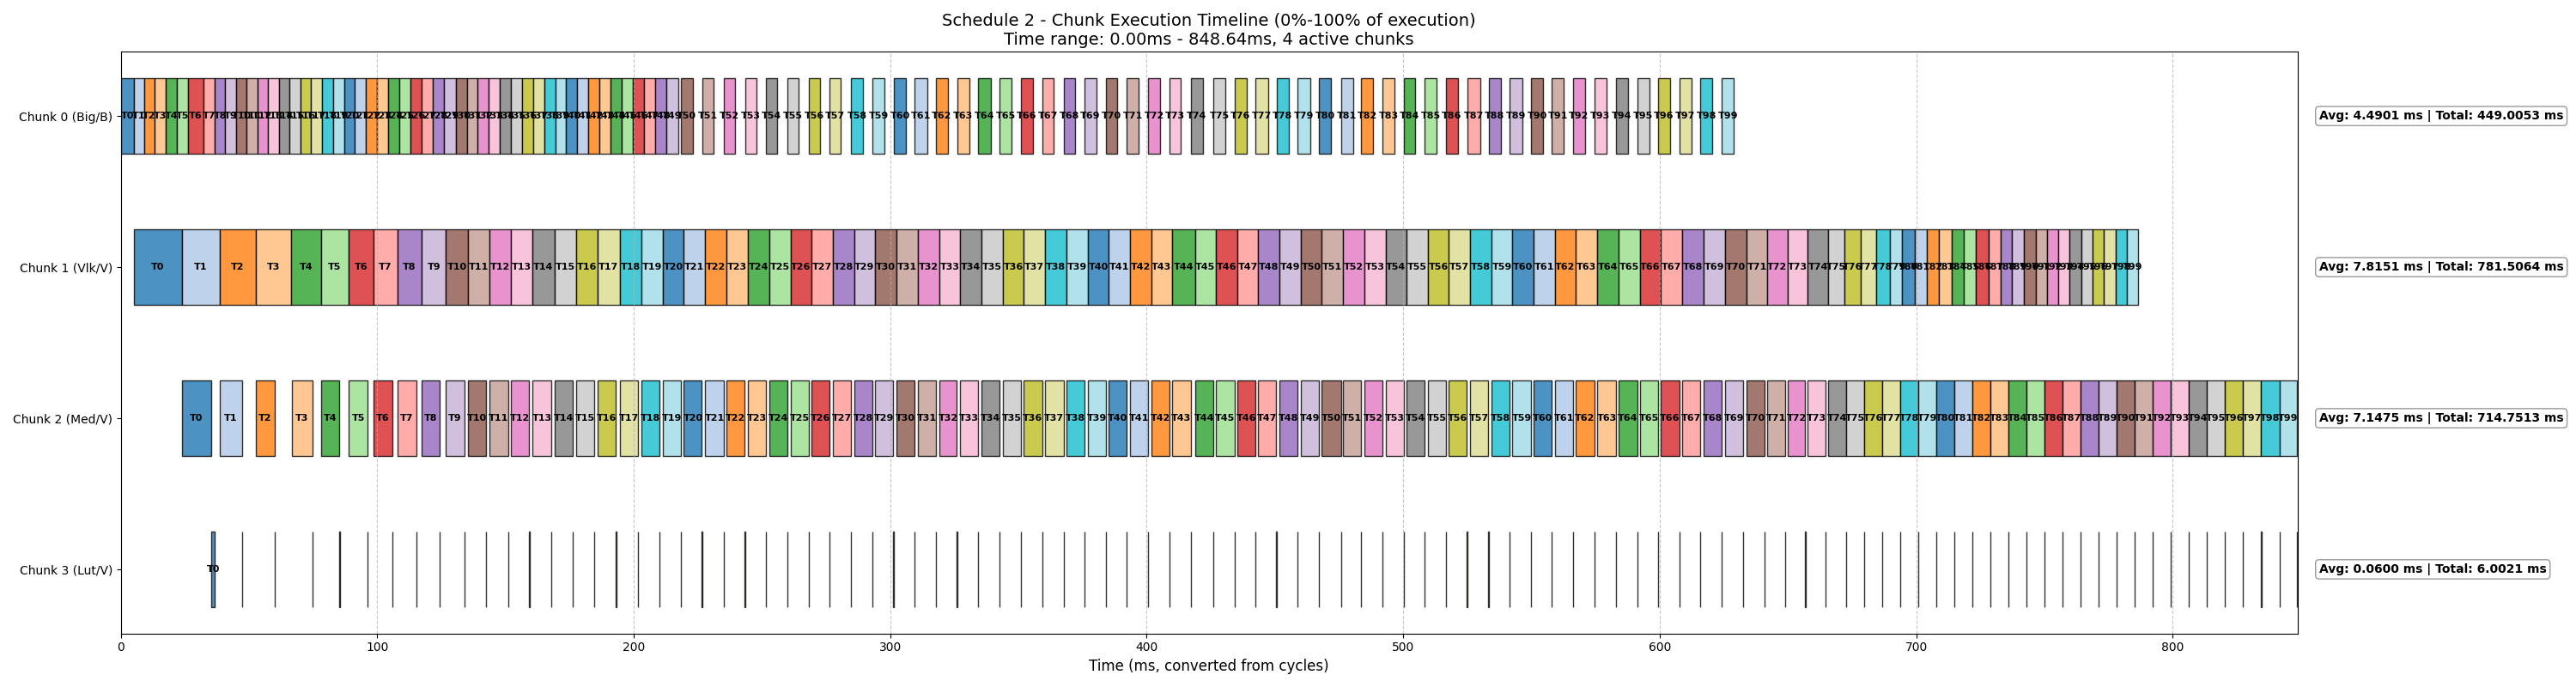 Schedule 2 - Chunk Execution Timeline (0%-100% of execution)
Time range: 0.00ms - 848.64ms, 4 active chunks
Chunk 0 (Big/B)
T0 T1 T2 T3 T4 T5 T6 T7 T8 T9 T50 T51 T52 T53 T54 T55 T56 T57 T58 T59 T60 T61 T62 T63 T64 T65 T66 T67 T68 T69 T70 T71 T72 T73 T74 T75 T76 T77 T78 T79 T80 T81 T82 T83 T84 T85 T86 T87 T88 T89 T90 T91 T92 T93 T94 T95 T96 T97 T98 T99
Avg: 4.4901 ms | Total: 449.0053 ms
Chunk 1 (Vlk/V)
T0 T1 T2 T3 T4 T5 T6 T7 T8 T9 T10 T11 T12 T13 T14 T15 T16 T17 T18 T19 T20 T21 T22 T23 T24 T25 T26 T27 T28 T29 T30 T31 T32 T33 T34 T35 T36 T37 T38 T39 T40 T41 T42 T43 T44 T45 T46 T47 T48 T49 T50 T51 T52 T53 T54 T55 T56 T57 T58 T59 T60 T61 T62 T63 T64 T65 T66 T67 T68 T69 T70 T71 T72 T73 T74 T75 T76 T77 T78
Avg: 7.8151 ms | Total: 781.5064 ms
Chunk 2 (Med/V)
T0 T1 T2 T3 T4 T5 T6 T7 T8 T9 T10 T11 T12 T13 T14 T15 T16 T17 T18 T19 T20 T21 T22 T23 T24 T25 T26 T27 T28 T29 T30 T31 T32 T33 T34 T35 T36 T37 T38 T39 T40 T41 T42 T43 T44 T45 T46 T47 T48 T49 T50 T51 T52 T53 T54 T55 T56 T57 T58 T59 T60 T61 T62 T63 T64 T65 T66 T67 T68 T69 T70 T71 T72 T73 T74 T75 T76 T77 T78 T79 T80 T81 T82 T83 T84 T85 T86 T87 T88 T89 T90 T91 T92 T93 T94 T95 T96 T97 T98 T99
Avg: 7.1475 ms | Total: 714.7513 ms
Chunk 3 (Lut/V)
T0
Avg: 0.0600 ms | Total: 6.0021 ms
0 100 200 300 400 500 600 700 800
Time (ms, converted from cycles)